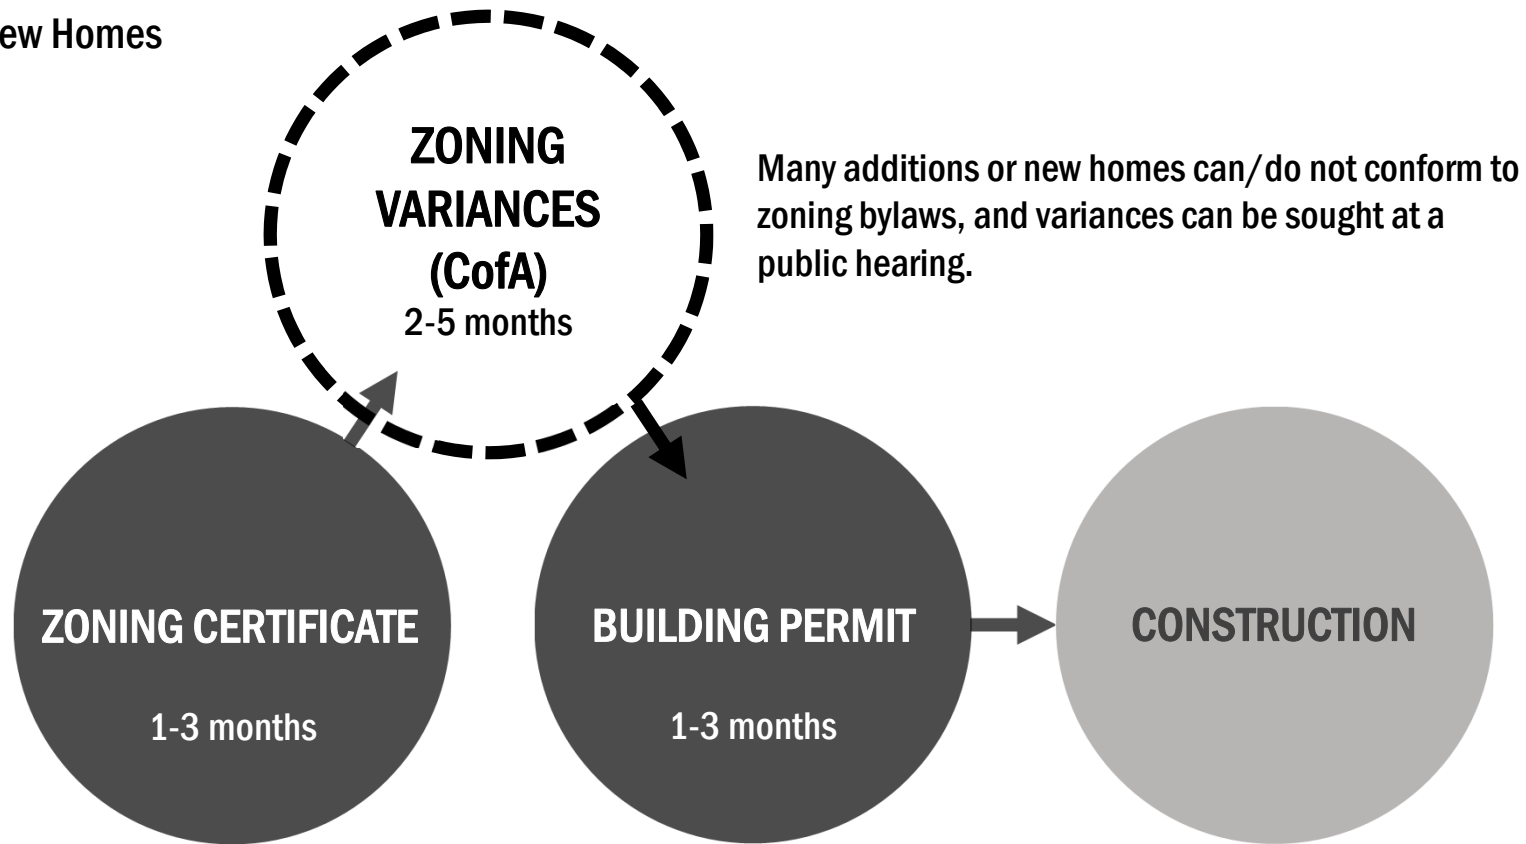 ew Homes
ZONING
VARIANCES
(CofA)
2-5 months
Many additions or new homes can/do not conform to
zoning bylaws, and variances can be sought at a
public hearing.
ZONING CERTIFICATE
1-3 months
BUILDING PERMIT
1-3 months
CONSTRUCTION